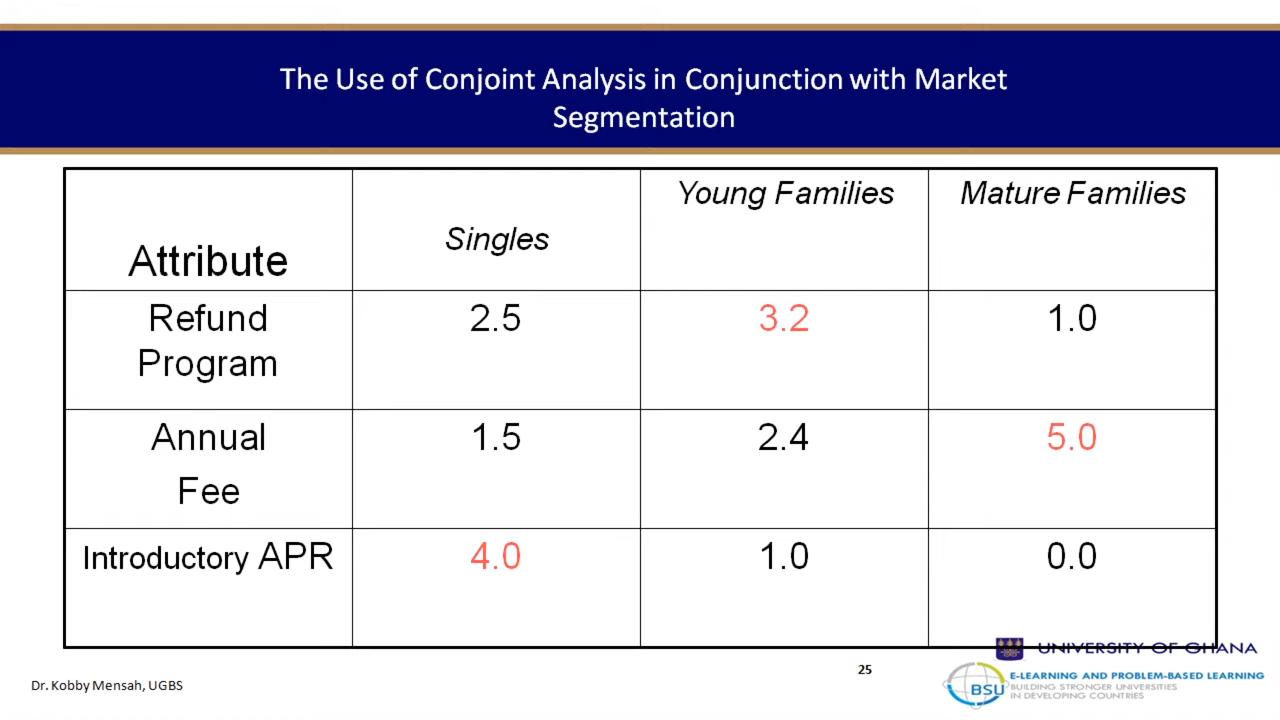 The Use of Conjoint Analysis in Conjunction with Market
Segmentation
Attribute
Singles
Young Families
Mature Families
Refund
Program
2.5
3.2
1.0
Annual
Fee
1.5
2.4
5.0
Introductory APR
4.0
1.0
0.0
Dr. Kobby Mensah, UGBS
25
UNIVERSITY OF GHANA
BSU
E-LEARNING AND PROBLEM-BASED LEARNING
BUILDING STRONGER UNIVERSITIES
IN DEVELOPING COUNTRIES